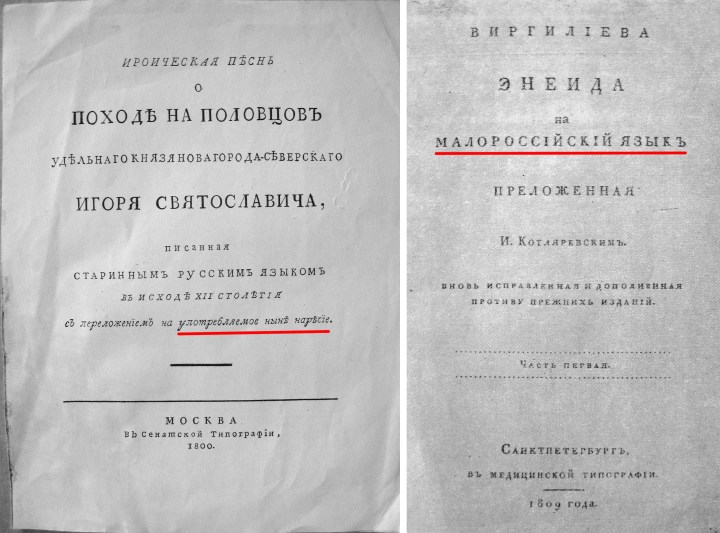 ИРОИЧЕСКАЯ ПѢСНЬ
О
ПОХОДѢ НА ПОЛОВЦОВЪ
УДѢЛЬНАГО КНЯЗЯ НОВАГОРОДА-СѢВЕРСКАГО
ИГОРЯ СВЯТОСЛАВИЧА,
писанная
СТАРИННЫМЪ РУССКИМЪ ЯЗЫКОМЪ
ВЪ ИСХОДѢ XII СТОЛѢТІЯ
съ переложеніемъ на употребляемое нынѣ нарѣчіе.
МОСКВА
Въ Сенатской Типографіи,
1800.
ВИРГИЛІЕВА
ЭНЕИДА
на
МАЛОРОССІЙСКІЙ ЯЗЫКЪ
ПРЕЛОЖЕННАЯ
И. Котляревскимъ.
ВНОВЬ ИСПРАВЛЕННАЯ И ДОПОЛНЕННАЯ
ПРОТИВУ ПРЕЖНИХЪ ИЗДАНІЙ.
Часть первая.
САНКТПЕТЕРБУРГЪ,
ВЪ МЕДИЦИНСКОЙ ТИПОГРАФІИ.
1809 года.